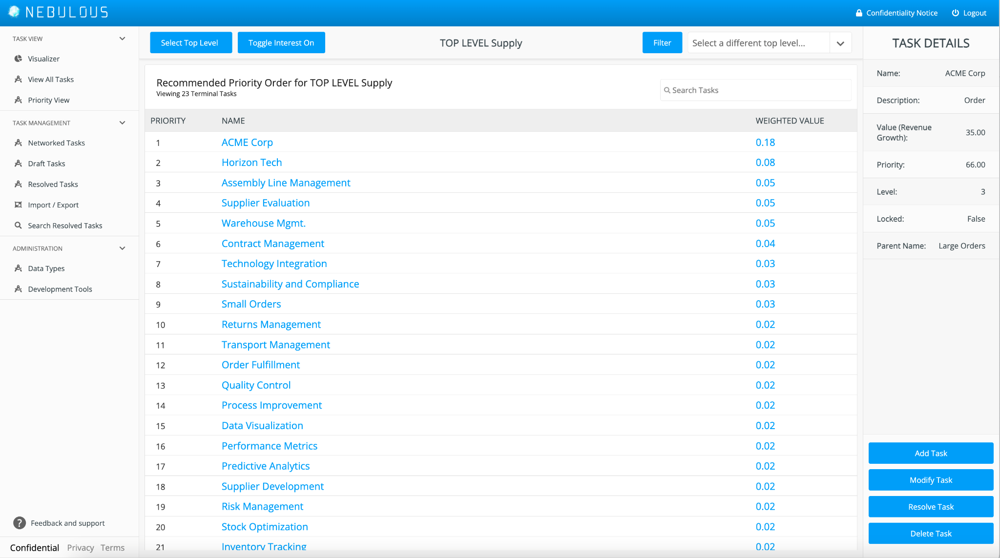 NEBULOUS
Confidentiality Notice
Logout
TASK VIEW
Visualizer
View All Tasks
Priority View
TASK MANAGEMENT
Networked Tasks
Draft Tasks
Resolved Tasks
Import / Export
Search Resolved Tasks
ADMINISTRATION
Data Types
Development Tools
? Feedback and support
Confidential Privacy Terms
Select Top Level
Toggle Interest On
TOP LEVEL Supply
Filter
Select a different top level...
Recommended Priority Order for TOP LEVEL Supply
Viewing 23 Terminal Tasks
Search Tasks
PRIORITY NAME WEIGHTED VALUE
1 ACME Corp 0.18
2 Horizon Tech 0.08
3 Assembly Line Management 0.05
4 Supplier Evaluation 0.05
5 Warehouse Mgmt. 0.05
6 Contract Management 0.04
7 Technology Integration 0.03
8 Sustainability and Compliance 0.03
9 Small Orders 0.03
10 Returns Management 0.02
11 Transport Management 0.02
12 Order Fulfillment 0.02
13 Quality Control 0.02
14 Process Improvement 0.02
15 Data Visualization 0.02
16 Performance Metrics 0.02
17 Predictive Analytics 0.02
18 Supplier Development 0.02
19 Risk Management 0.02
20 Stock Optimization 0.02
21 Inventory Tracking 0.02
TASK DETAILS
Name: ACME Corp
Description: Order
Value (Revenue
Growth): 35.00
Priority: 66.00
Level: 3
Locked: False
Parent Name: Large Orders
Add Task
Modify Task
Resolve Task
Delete Task